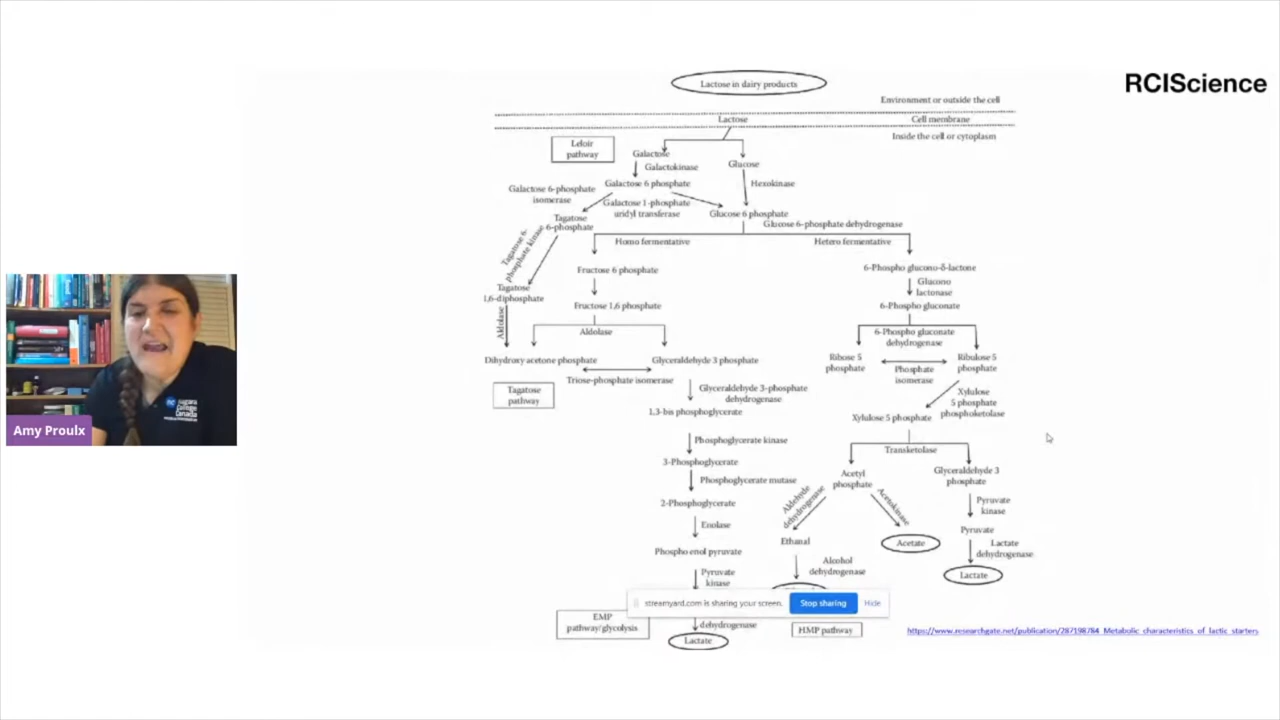 RCIScience
Lactose in dairy products
Environment or outside the cell
Lactose
Cell membrane
Inside the cell or cytoplasm
Leloir
pathway
Galactose
Glucose
Galactokinase
Galactose 6 phosphate
Hexokinase
Galactose 6-phosphate
isomerase
Galactose 1-phosphate
uridyl transferase
Glucose 6 phosphate
Tagatose
6-phosphate
Glucose 6-phosphate dehydrogenase
Homo fermentative
Hetero fermentative
Tagatose 6-
phosphate kinase
Fructose 6 phosphate
6-Phospho glucono-δ-lactone
Glucono
lactonase
Tagatose
1,6-diphosphate
Fructose 1,6 phosphate
6-Phospho gluconate
Aldolase
Aldolase
6-Phospho gluconate
dehydrogenase
Dihydroxy acetone phosphate
Glyceraldehyde 3 phosphate
Ribose 5
phosphate
Ribulose 5
phosphate
Phosphate
isomerase
Triose-phosphate isomerase
Tagatose
pathway
Glyceraldehyde 3-phosphate
dehydrogenase
Xylulose
5 phosphate
phosphoketolase
1,3-bis phosphoglycerate
Xylulose 5 phosphate
Phosphoglycerate kinase
Transketolase
3-Phosphoglycerate
Phosphoglycerate mutase
Acetyl
phosphate
Glyceraldehyde 3
phosphate
2-Phosphoglycerate
Aldehyde
dehydrogenase
Acetokinase
Pyruvate
kinase
Enolase
Ethanal
Acetate
Pyruvate
Phospho enol pyruvate
Lactate
dehydrogenase
Alcohol
dehydrogenase
Pyruvate
kinase
Lactate
streamyard.com is sharing your screen.
Stop sharing
Hide
EMP
pathway/glycolysis
dehydrogenase
HMP pathway
Lactate
https://www.researchgate.net/publication/287198784_Metabolic_characteristics_of_lactic_starters
Niagara
College
Canada
Amy Proulx